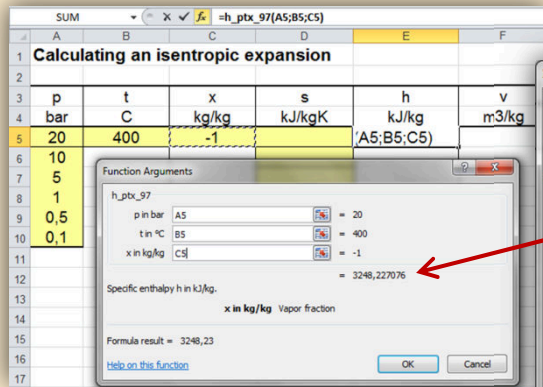 SUM =h_ptx_97(A5;B5;C5)
A B C D E F
1 Calculating an isentropic expansion
2
3 p t x s h v
4 bar C kg/kg kJ/kgK kJ/kg m3/kg
5 20 400 -1 (A5;B5;C5)
6 10
7 5
8 1
9 0,5
10 0,1
11
12
13
14
15
16
17
Function Arguments
h_ptx_97
p in bar A5 = 20
t in °C B5 = 400
x in kg/kg C5 = -1
= 3248,227076
Specific enthalpy h in kJ/kg.
x in kg/kg Vapor fraction
Formula result = 3248,23
Help on this function OK Cancel